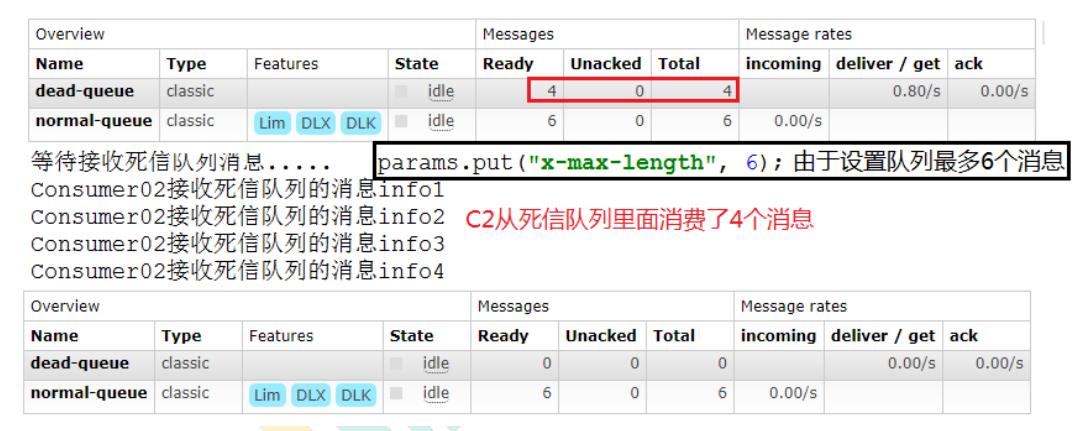 Overview Messages Message rates
Name Type Features State Ready Unacked Total incoming deliver / get ack
dead-queue classic idle 4 0 4 0.80/s 0.00/s
normal-queue classic Lim DLX DLK idle 6 0 6 0.00/s
等待接收死信队列消息..... params.put("x-max-length", 6); 由于设置队列最多6个消息
Consumer02接收死信队列的消息info1
Consumer02接收死信队列的消息info2 C2从死信队列里面消费了4个消息
Consumer02接收死信队列的消息info3
Consumer02接收死信队列的消息info4
Overview Messages Message rates
Name Type Features State Ready Unacked Total incoming deliver / get ack
dead-queue classic idle 0 0 0 0.00/s 0.00/s
normal-queue classic Lim DLX DLK idle 6 0 6 0.00/s